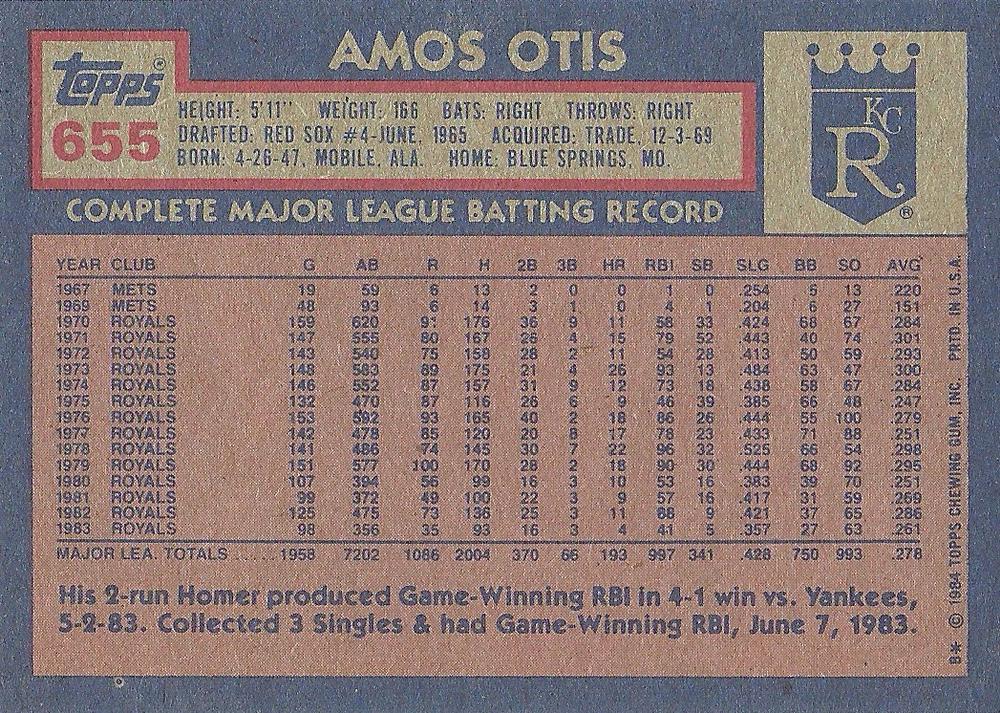 AMOS OTIS
Topps®
655
HEIGHT: 5'11" WEIGHT: 166 BATS: RIGHT THROWS: RIGHT
DRAFTED: RED SOX #4-JUNE, 1965 ACQUIRED: TRADE, 12-3-69
BORN: 4-26-47, MOBILE, ALA. HOME: BLUE SPRINGS, MO.
KC
R
®
COMPLETE MAJOR LEAGUE BATTING RECORD
YEAR CLUB G AB R H 2B 3B HR RBI SB SLG BB SO AVG
1967 METS 19 59 6 13 2 0 0 1 0 .254 6 13 .220
1969 METS 48 93 6 14 3 1 0 4 1 .204 6 27 .151
1970 ROYALS 159 620 91 176 36 9 11 58 33 .424 68 67 .284
1971 ROYALS 147 555 80 167 26 4 15 79 52 .443 40 74 .301
1972 ROYALS 143 540 75 158 28 2 11 54 28 .413 50 59 .293
1973 ROYALS 148 583 89 175 21 4 26 93 13 .484 63 47 .300
1974 ROYALS 146 552 87 157 31 9 12 73 18 .438 58 67 .284
1975 ROYALS 132 470 87 116 26 6 9 46 39 .385 66 48 .247
1976 ROYALS 153 592 93 165 40 2 18 86 26 .444 55 100 .279
1977 ROYALS 142 478 85 120 20 8 17 78 23 .433 71 88 .251
1978 ROYALS 141 486 74 145 30 7 22 96 32 .525 66 54 .298
1979 ROYALS 151 577 100 170 28 2 18 90 30 .444 68 92 .295
1980 ROYALS 107 394 56 99 16 3 10 53 16 .383 39 70 .251
1981 ROYALS 99 372 49 100 22 3 9 57 16 .417 31 59 .269
1982 ROYALS 125 475 73 136 25 3 11 88 9 .421 37 65 .286
1983 ROYALS 98 356 35 93 16 3 4 41 5 .357 27 63 .261
MAJOR LEA. TOTALS ...... 1958 7202 1086 2004 370 66 193 997 341 .428 750 993 .278
His 2-run Homer produced Game-Winning RBI in 4-1 win vs. Yankees,
5-2-83. Collected 3 Singles & had Game-Winning RBI, June 7, 1983.
B* © 1984 TOPPS CHEWING GUM, INC. PRTD. IN U.S.A.